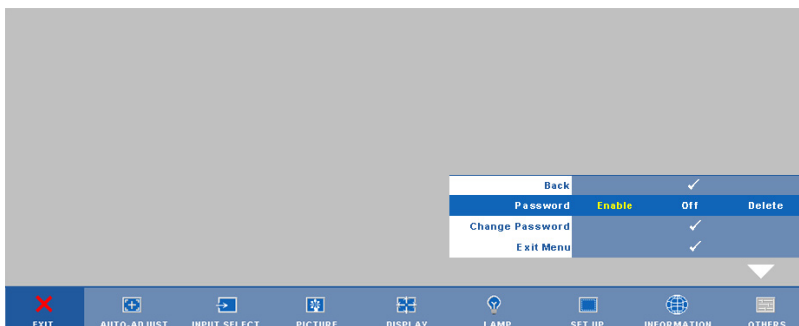 Back
Password Enable Off Delete
Change Password
Exit Menu
EXIT AUTO-ADJUST INPUT SELECT PICTURE DISPLAY LAMP SET UP INFORMATION OTHERS